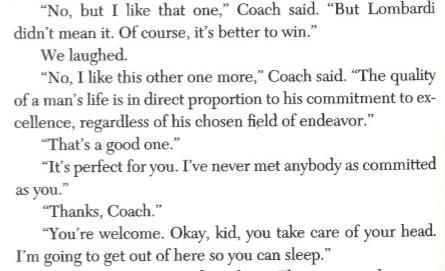 “No, but I like that one,” Coach said. “But Lombardi
didn’t mean it. Of course, it’s better to win.”
We laughed.
“No, I like this other one more,” Coach said. “The quality
of a man’s life is in direct proportion to his commitment to ex-
cellence, regardless of his chosen field of endeavor.”
“That’s a good one.”
“It’s perfect for you. I’ve never met anybody as committed
as you.”
“Thanks, Coach.”
“You’re welcome. Okay, kid, you take care of your head.
I’m going to get out of here so you can sleep.”